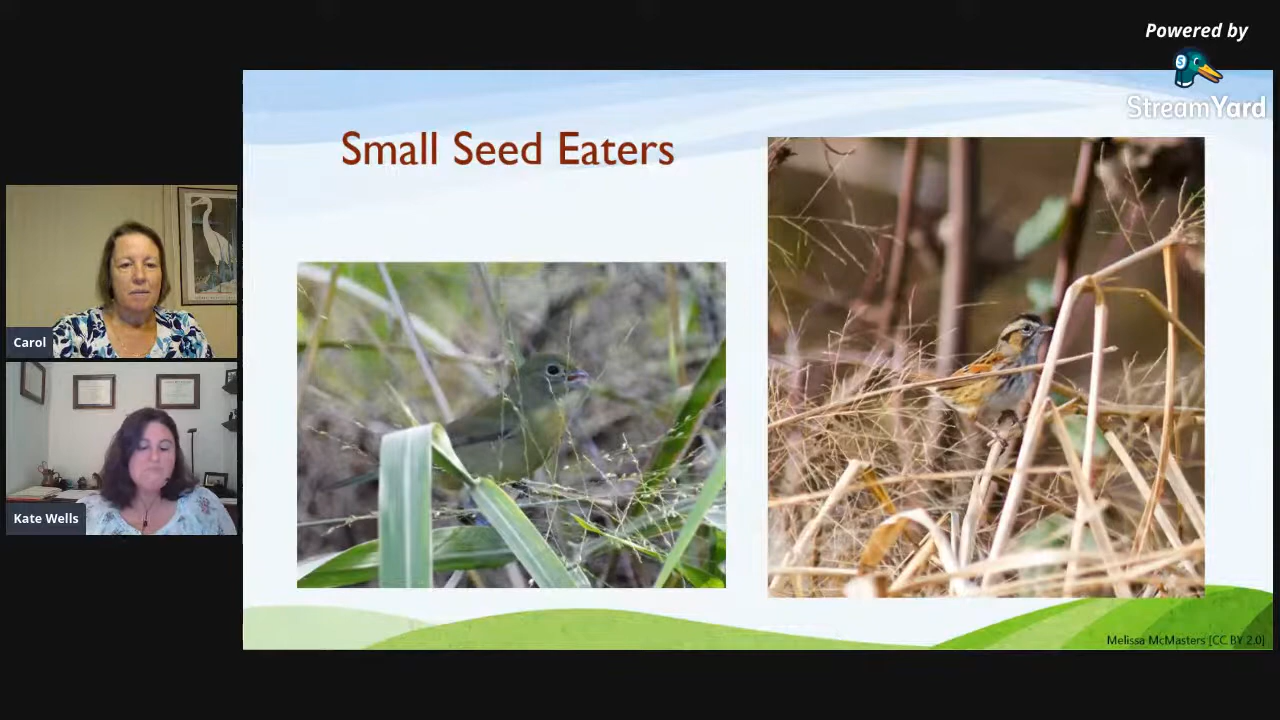 Powered by
StreamYard
Small Seed Eaters
Carol
Kate Wells
Melissa McMasters [CC BY 2.0]